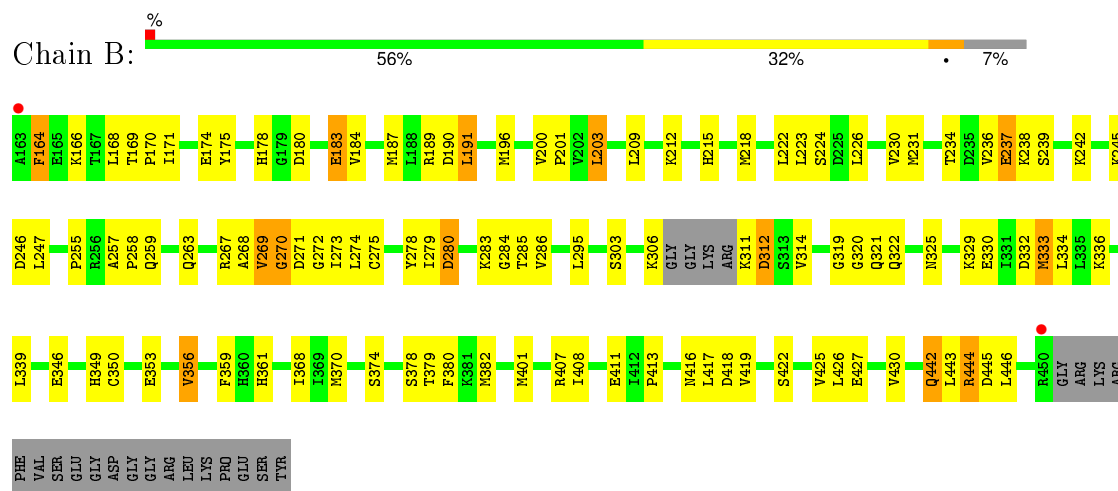 %
Chain B:
56% 32% • 7%
A163 F164 E165 K166 T167 L168 T169 P170 I171 E174 Y175 H178 G179 D180 E183 V184 M187 L188 R189 D190 L191 M196 V200 P201 V202 L203 L209 K212 H215 M218 L222 L223 S224 D225 L226 V230 M231 T234 D235 V236 E237 K238 S239 K242 K245
D246 L247 P255 R256 A257 P258 Q259 Q263 R267 A268 V269 G270 D271 G272 I273 L274 C275 Y278 I279 D280 K283 G284 T285 V286 L295 S303 K306 GLY GLY LYS ARG K311 D312 S313 V314 G319 G320 Q321 Q322 N325 K329 E330 I331 D332 M333 L334 L335 K336
L339 E346 H349 C350 E353 V356 F359 H360 H361 I368 I369 M370 S374 S378 T379 F380 K381 M382 M401 R407 I408 E411 I412 P413 N416 L417 D418 V419 S422 V425 L426 E427 V430 Q442 L443 R444 D445 L446 R450 GLY ARG LYS ARG
PHE VAL SER GLU GLY ASP GLY GLY ARG LEU LYS PRO GLU SER TYR